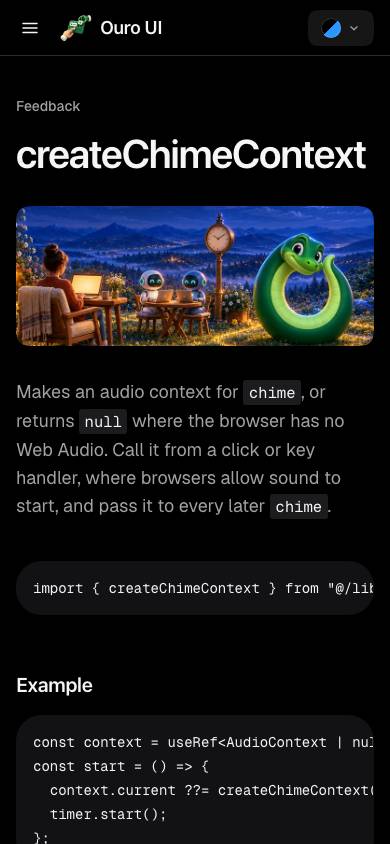 Ouro UI
Feedback
createChimeContext
Makes an audio context for chime, or
returns null where the browser has no
Web Audio. Call it from a click or key
handler, where browsers allow sound to
start, and pass it to every later chime.
import { createChimeContext } from "@/lib
Example
const context = useRef<AudioContext | nul
const start = () => {
  context.current ??= createChimeContext(
  timer.start();
};